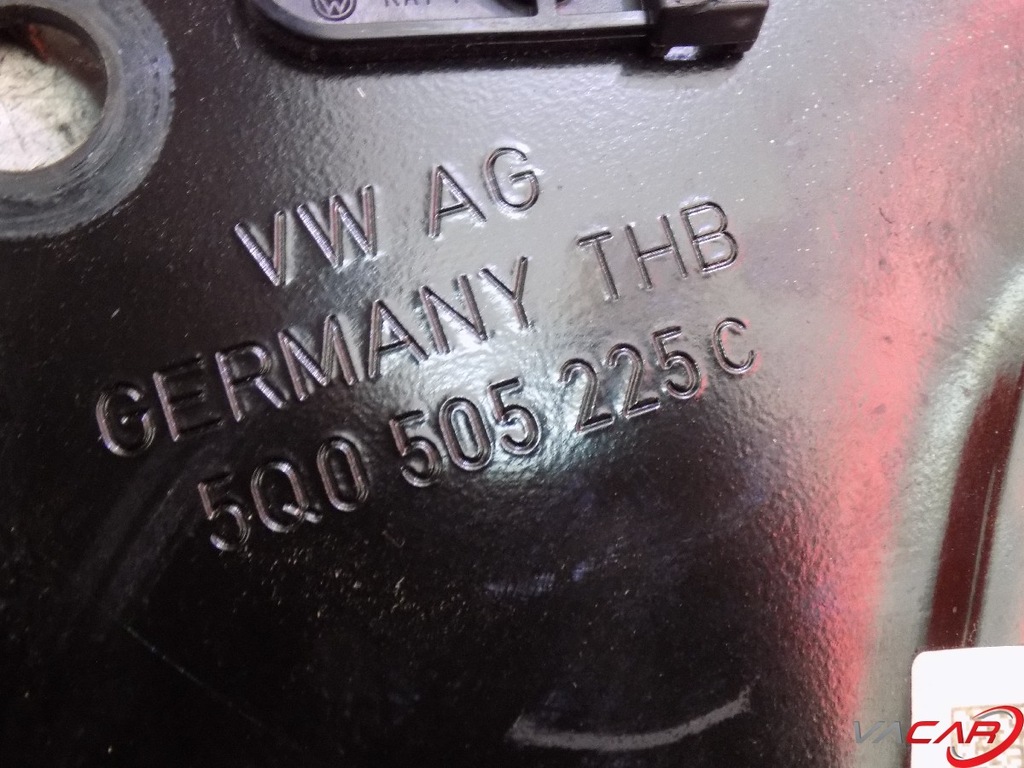 VW AG
GERMANY THB
5Q0 505 225 C
VACAR